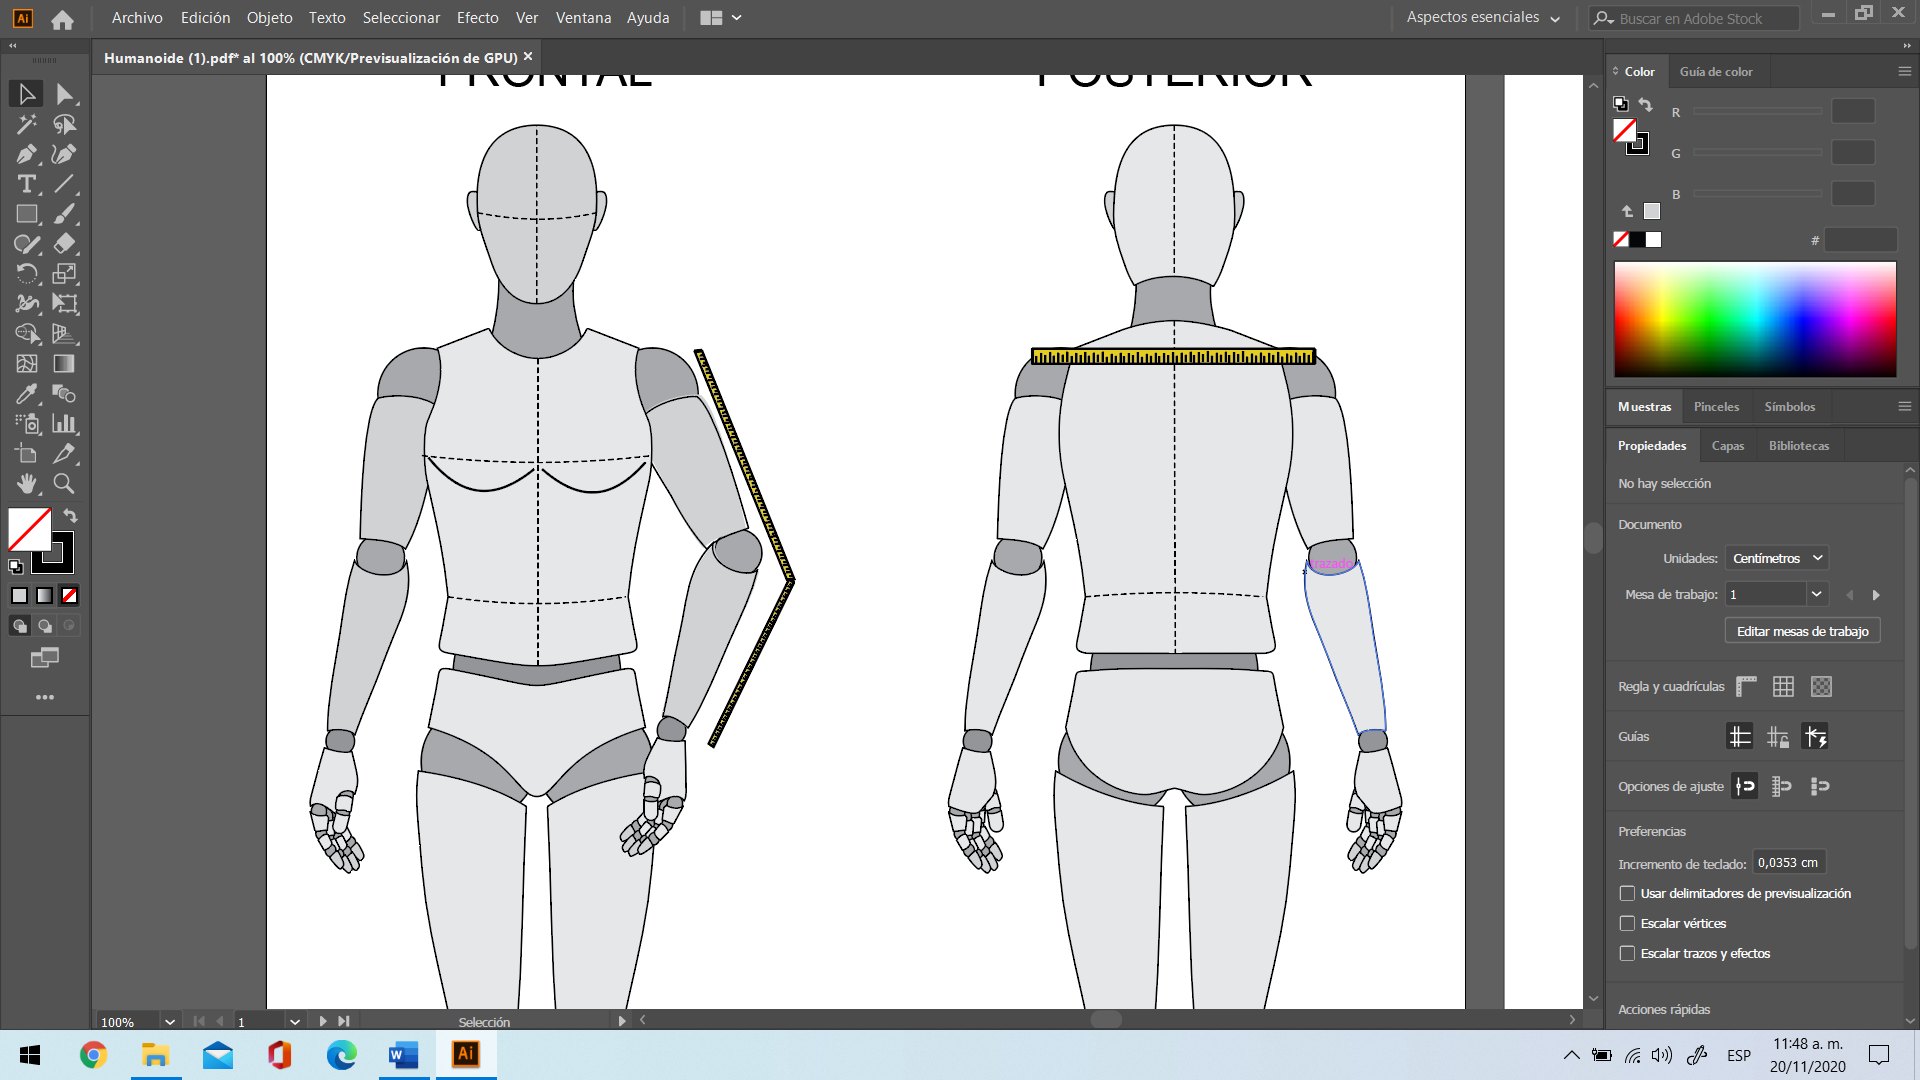 Ai
Archivo Edición Objeto Texto Seleccionar Efecto Ver Ventana Ayuda
Aspectos esenciales
Buscar en Adobe Stock
Humanoide (1).pdf* al 100% (CMYK/Previsualización de GPU)
FRONTAL
POSTERIOR
trazado
Color
Guía de color
R
G
B
#
Muestras
Pinceles
Símbolos
Propiedades
Capas
Bibliotecas
No hay selección
Documento
Unidades: Centímetros
Mesa de trabajo: 1
Editar mesas de trabajo
Regla y cuadrículas
Guías
Opciones de ajuste
Preferencias
Incremento de teclado: 0,0353 cm
Usar delimitadores de previsualización
Escalar vértices
Escalar trazos y efectos
Acciones rápidas
100%
1
Selección
W
Ai
ESP
11:48 a. m.
20/11/2020